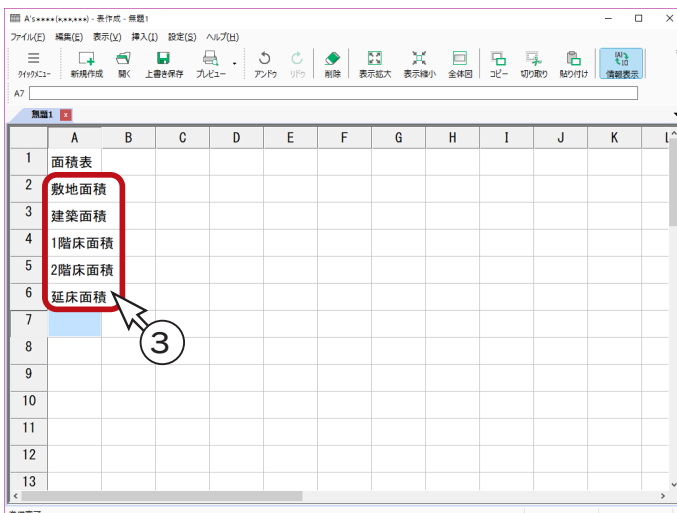 A's****(*,**,***) - 表作成 - 無題1
ファイル(F) 編集(E) 表示(V) 挿入(I) 設定(S) ヘルプ(H)
クイックメニュー 新規作成 開く 上書き保存 プレビュー アンドゥ リドゥ 削除 表示拡大 表示縮小 全体図 コピー 切り取り 貼り付け 情報表示
A7
無題1
A B C D E F G H I J K L
1 面積表
2 敷地面積
3 建築面積
4 1階床面積
5 2階床面積
6 延床面積
7
③
8
9
10
11
12
13